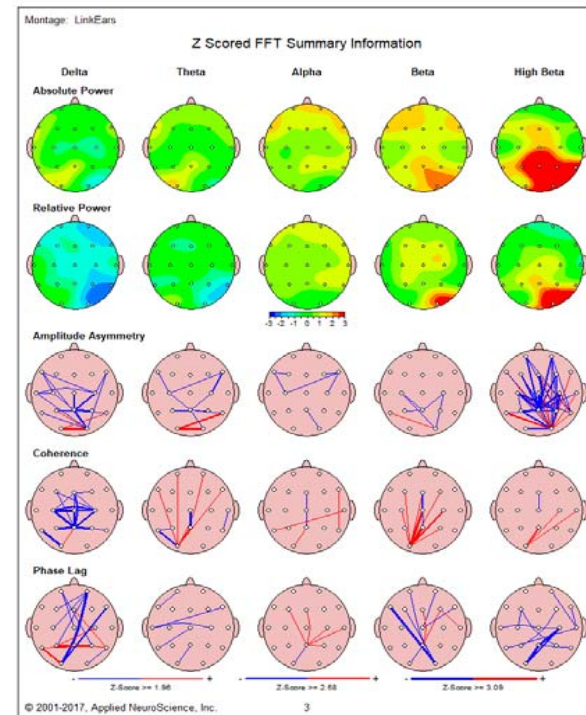 Montage: LinkEars
Z Scored FFT Summary Information
Delta Theta Alpha Beta High Beta
Absolute Power
Relative Power
-3 -2 -1 0 1 2 3
Amplitude Asymmetry
Coherence
Phase Lag
- + - + - +
Z-Score >= 1.96 Z-Score >= 2.58 Z-Score >= 3.09
© 2001-2017, Applied NeuroScience, Inc. 3